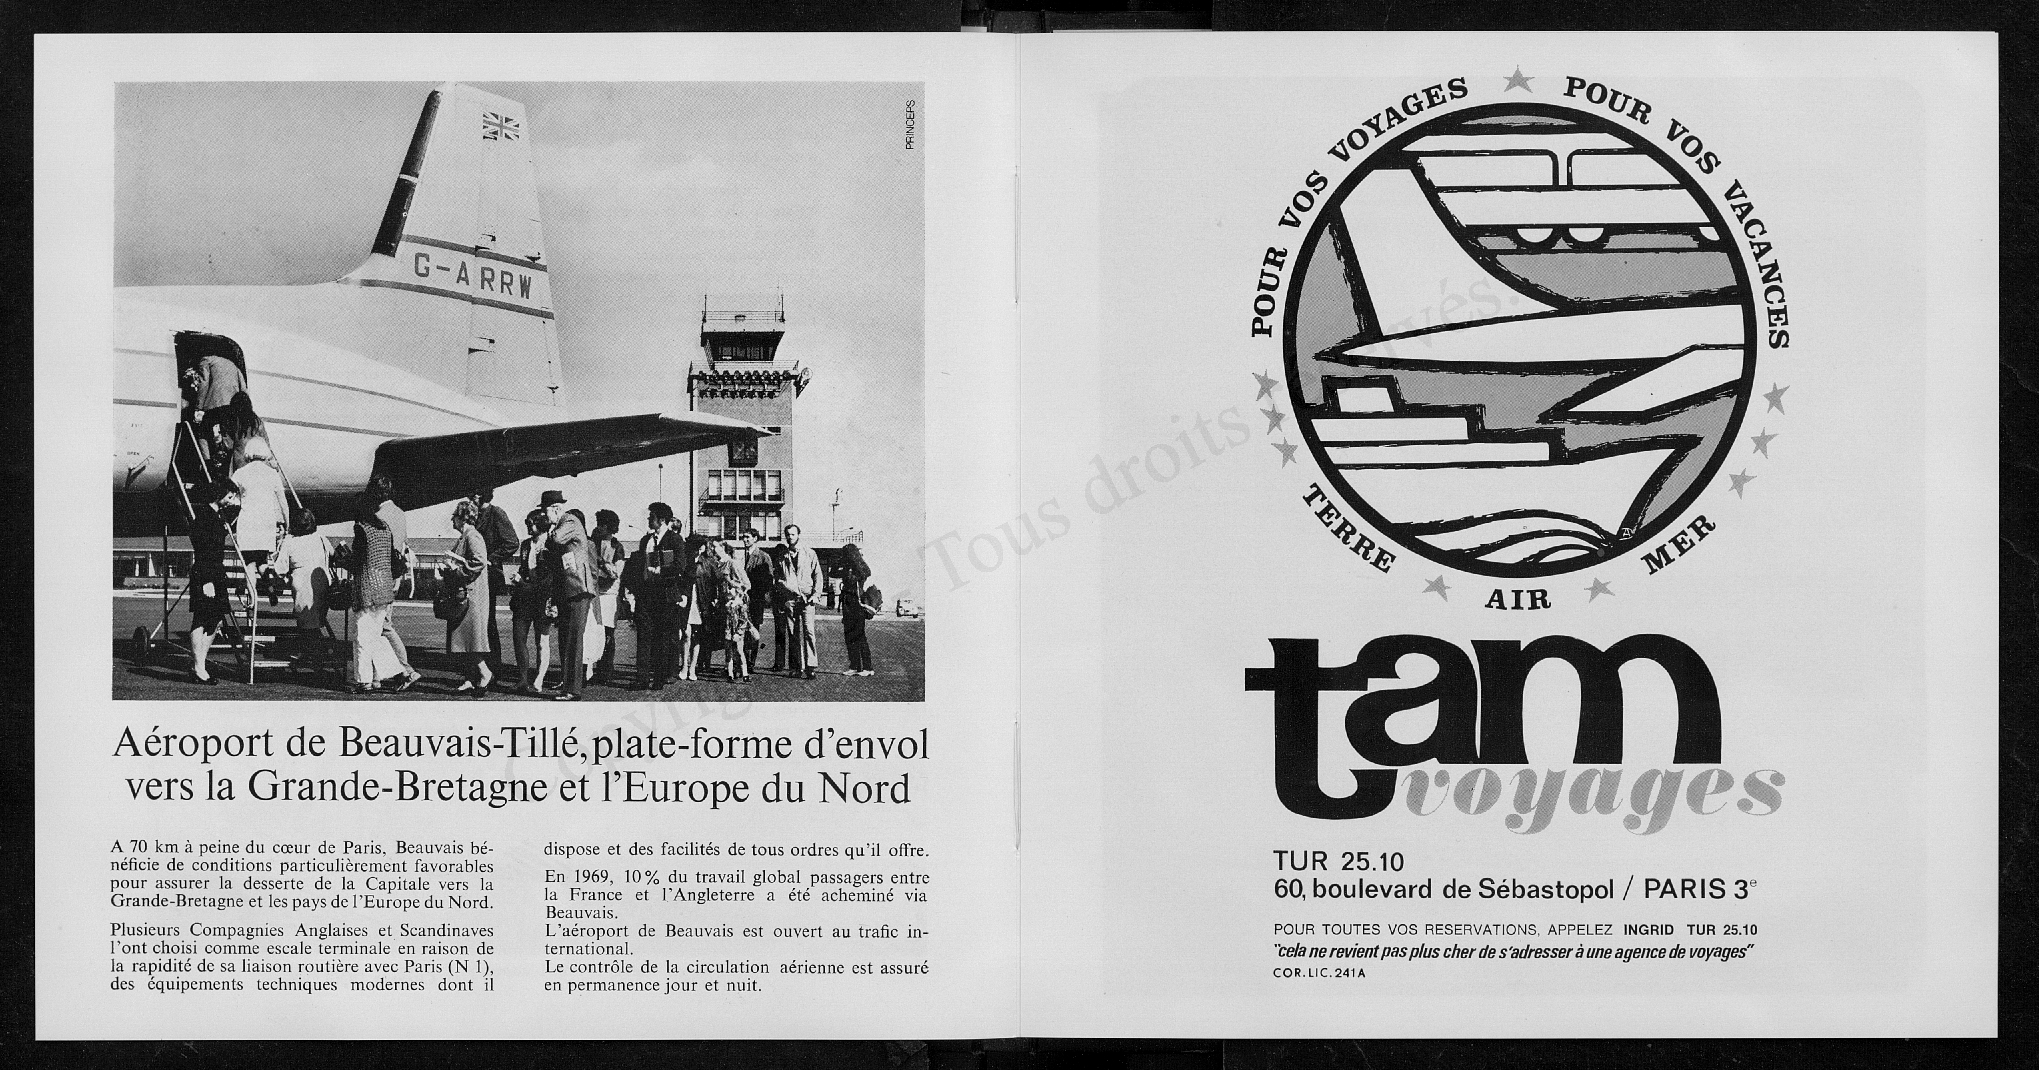 PRINCEPS
G-ARRW
OPEN
Aéroport de Beauvais-Tillé, plate-forme d'envol
vers la Grande-Bretagne et l'Europe du Nord
A 70 km à peine du cœur de Paris, Beauvais bé-
néficie de conditions particulièrement favorables
pour assurer la desserte de la Capitale vers la
Grande-Bretagne et les pays de l'Europe du Nord.
Plusieurs Compagnies Anglaises et Scandinaves
l'ont choisi comme escale terminale en raison de
la rapidité de sa liaison routière avec Paris (N 1),
des équipements techniques modernes dont il
dispose et des facilités de tous ordres qu'il offre.
En 1969, 10% du travail global passagers entre
la France et l'Angleterre a été acheminé via
Beauvais.
L'aéroport de Beauvais est ouvert au trafic in-
ternational.
Le contrôle de la circulation aérienne est assuré
en permanence jour et nuit.
POUR VOS VOYAGES
POUR VOS VACANCES
TERRE
AIR
MER
tam
voyages
TUR 25.10
60, boulevard de Sébastopol / PARIS 3e
POUR TOUTES VOS RESERVATIONS, APPELEZ INGRID TUR 25.10
"cela ne revient pas plus cher de s'adresser à une agence de voyages"
COR.LIC.241A
Tous droits